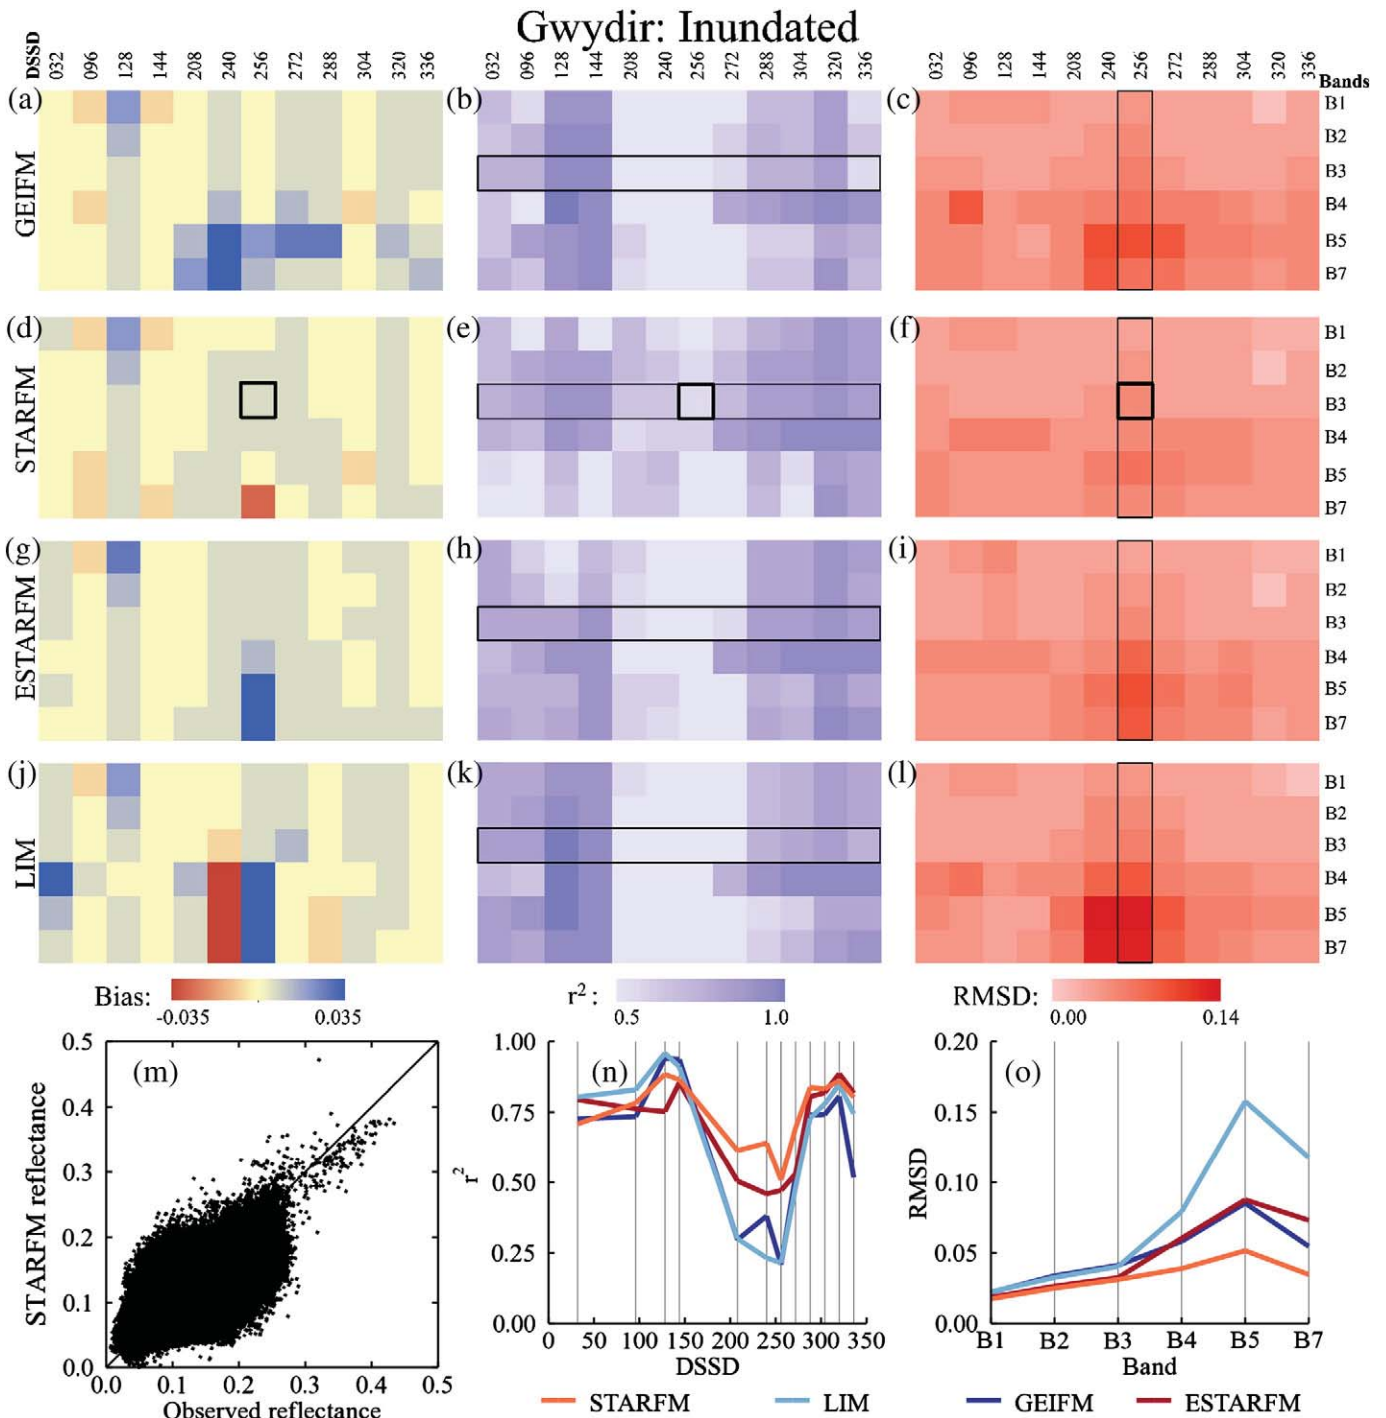 Gwydir: Inundated
DSSD 032 096 128 144 208 240 256 272 288 304 320 336
032 096 128 144 208 240 256 272 288 304 320 336
032 096 128 144 208 240 256 272 288 304 320 336
Bands
(a) (b) (c) B1
B2
GEIFM B3
B4
B5
B7
(d) (e) (f) B1
B2
STARFM B3
B4
B5
B7
(g) (h) (i) B1
B2
ESTARFM B3
B4
B5
B7
(j) (k) (l) B1
B2
LIM B3
B4
B5
B7
Bias: r²: RMSD:
-0.035 0.035 0.5 1.0 0.00 0.14
(m)
STARFM reflectance
0.5
0.4
0.3
0.2
0.1
0.0
0.0 0.1 0.2 0.3 0.4 0.5
Observed reflectance
(n)
r²
1.00
0.75
0.50
0.25
0.00
0 50 100 150 200 250 300 350
DSSD
(o)
RMSD
0.20
0.15
0.10
0.05
0.00
B1 B2 B3 B4 B5 B7
Band
STARFM LIM GEIFM ESTARFM